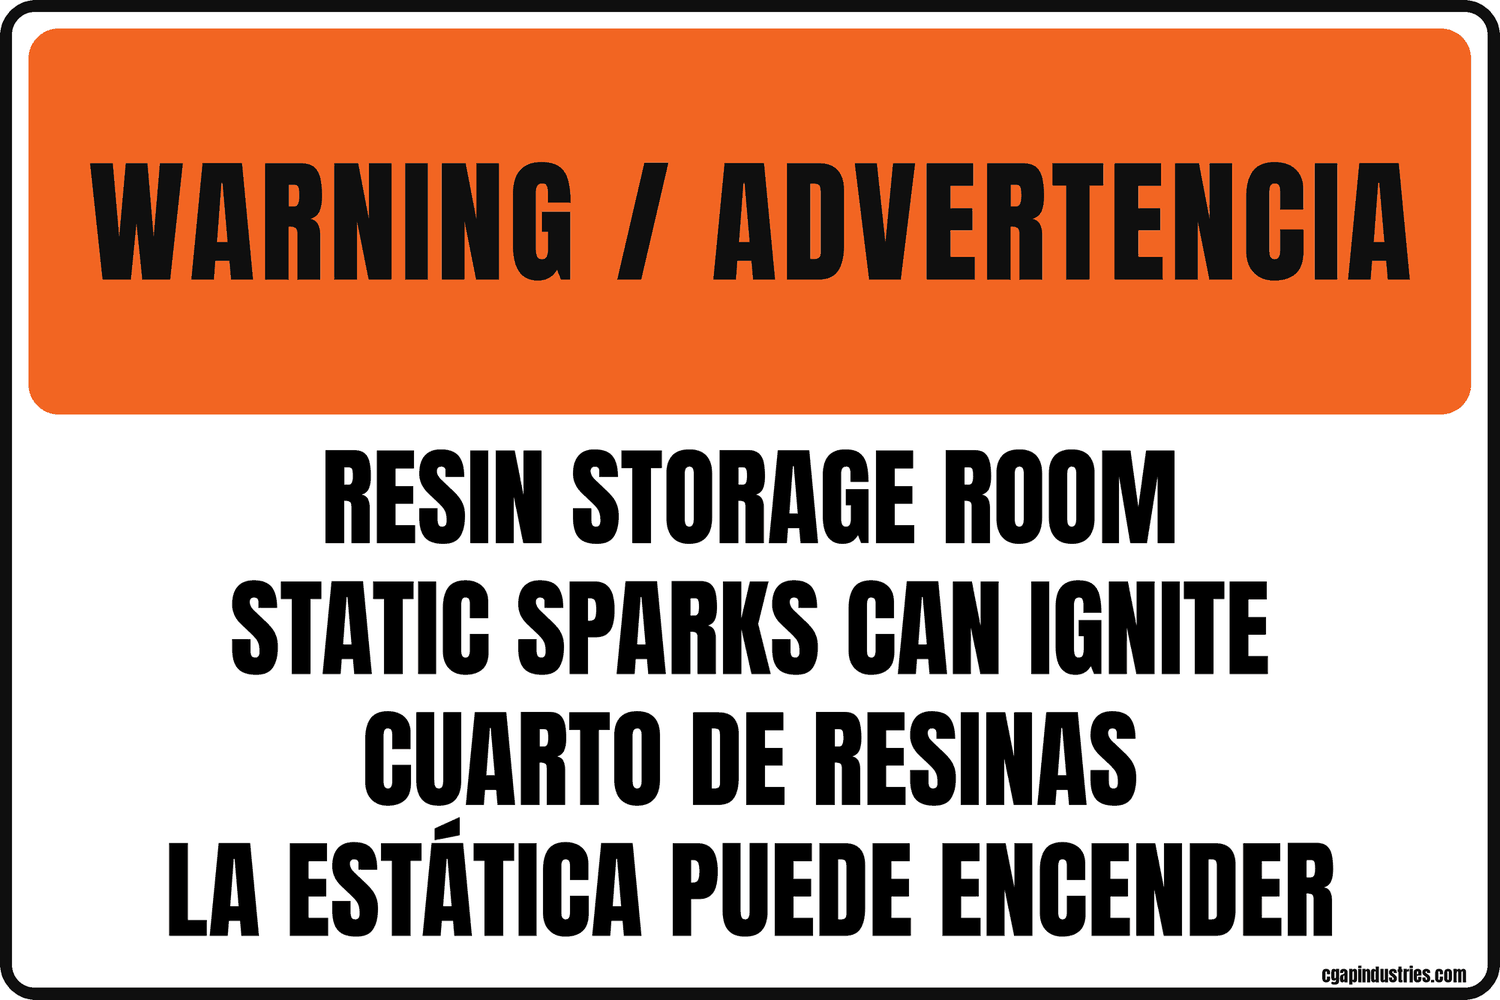 WARNING / ADVERTENCIA
RESIN STORAGE ROOM
STATIC SPARKS CAN IGNITE
CUARTO DE RESINAS
LA ESTÁTICA PUEDE ENCENDER
cgapindustries.com